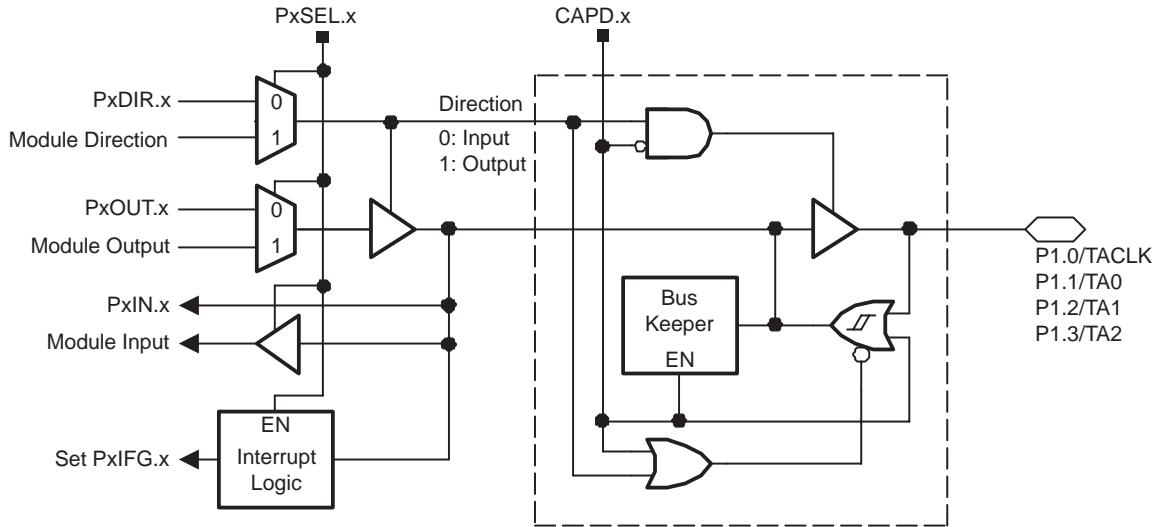 PxSEL.x
CAPD.x
PxDIR.x
0
Module Direction
1
Direction
0: Input
1: Output
PxOUT.x
0
Module Output
1
PxIN.x
Module Input
Bus
Keeper
EN
P1.0/TACLK
P1.1/TA0
P1.2/TA1
P1.3/TA2
EN
Interrupt
Logic
Set PxIFG.x